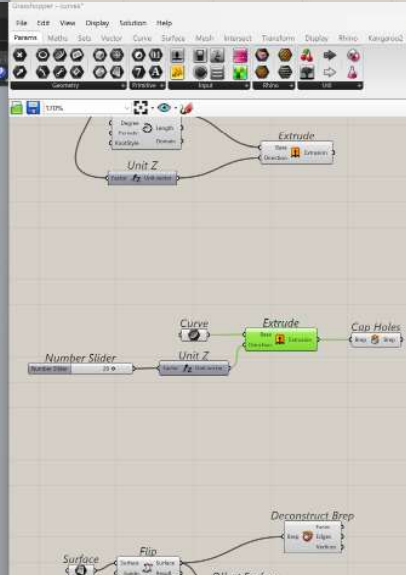 Grasshopper - curves*
File Edit View Display Solution Help
Params Maths Sets Vector Curve Surface Mesh Intersect Transform Display Rhino Kangaroo2
Geometry Primitive Input Rhino Util
170%
Degree
Periodic
KnotStyle
Length
Domain
Extrude
Base
Direction
Extrusion
Unit Z
Factor Unit vector
Curve
Extrude
Cap Holes
Base
Direction
Extrusion
Brep Brep
Number Slider
Unit Z
Number Slider 20
Factor Unit vector
Deconstruct Brep
Brep
Faces
Edges
Vertices
Surface
Flip
Surface
Guide
Surface
Result